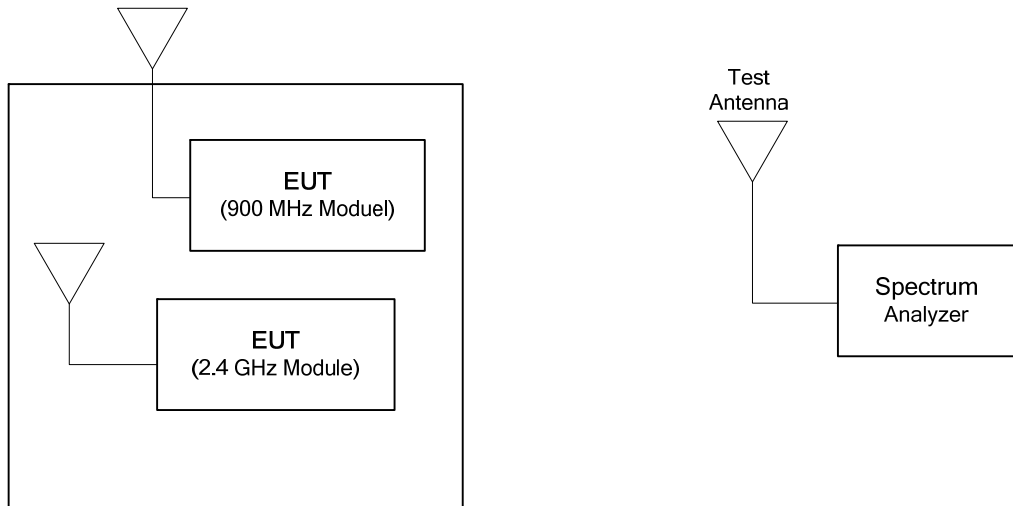 EUT
(900 MHz Moduel)
EUT
(2.4 GHz Module)
Test
Antenna
Spectrum
Analyzer